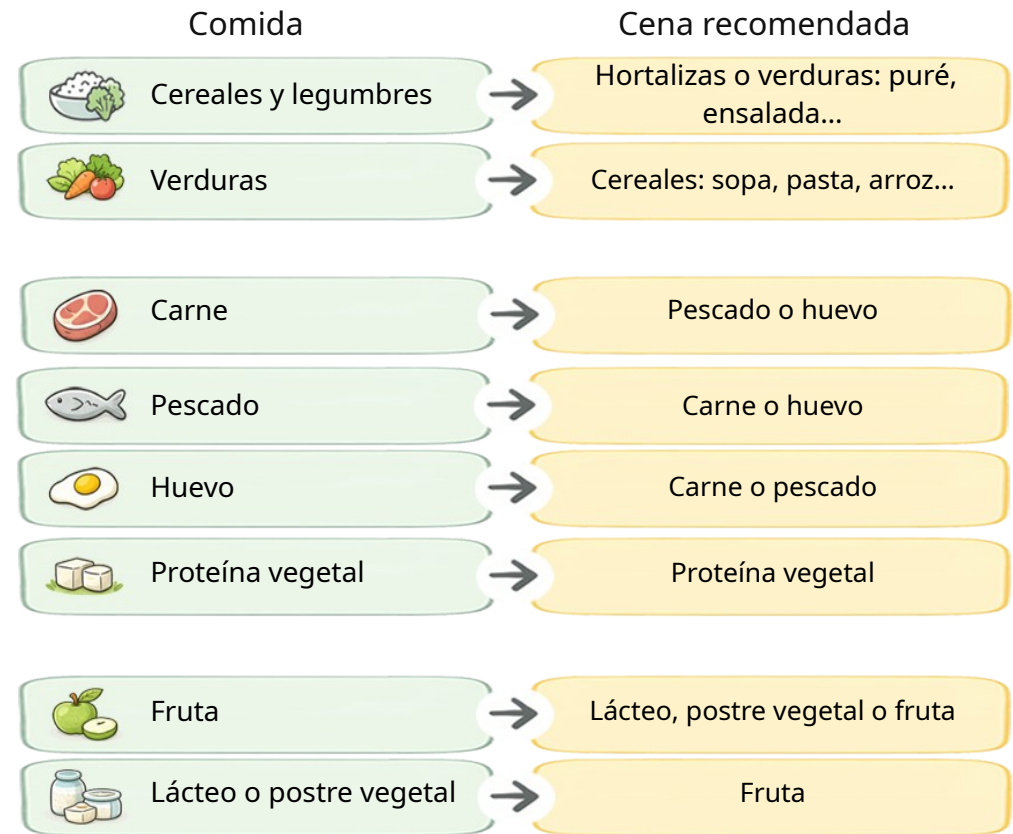 Comida
Cena recomendada
Cereales y legumbres
Hortalizas o verduras: puré,
ensalada...
Verduras
Cereales: sopa, pasta, arroz...
Carne
Pescado o huevo
Pescado
Carne o huevo
Huevo
Carne o pescado
Proteína vegetal
Proteína vegetal
Fruta
Lácteo, postre vegetal o fruta
Lácteo o postre vegetal
Fruta